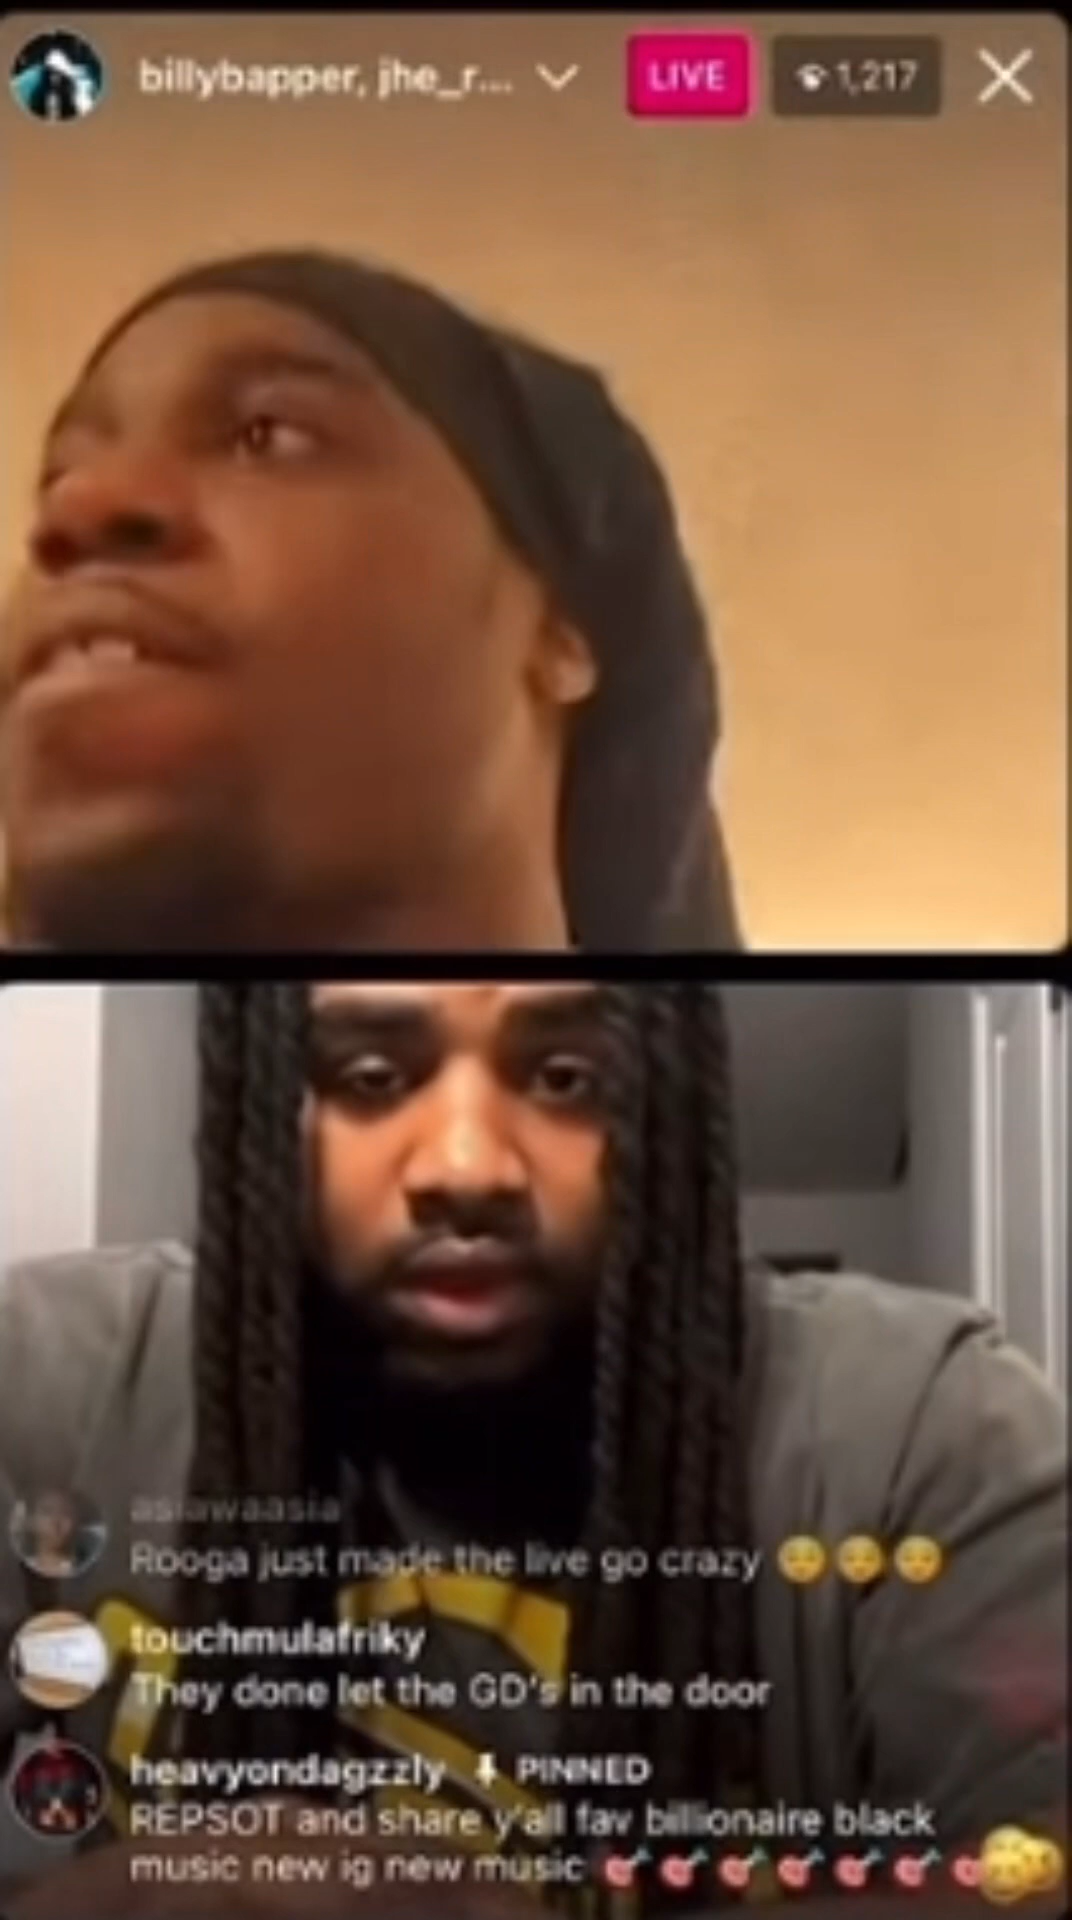 billybapper, jhe_r...
LIVE
1,217
asiawaasia
Rooga just made the live go crazy 😇😇😇
touchmulafriky
They done let the GD's in the door
heavyondagzzly PINNED
REPSOT and share y'all fav billionaire black
music new ig new music